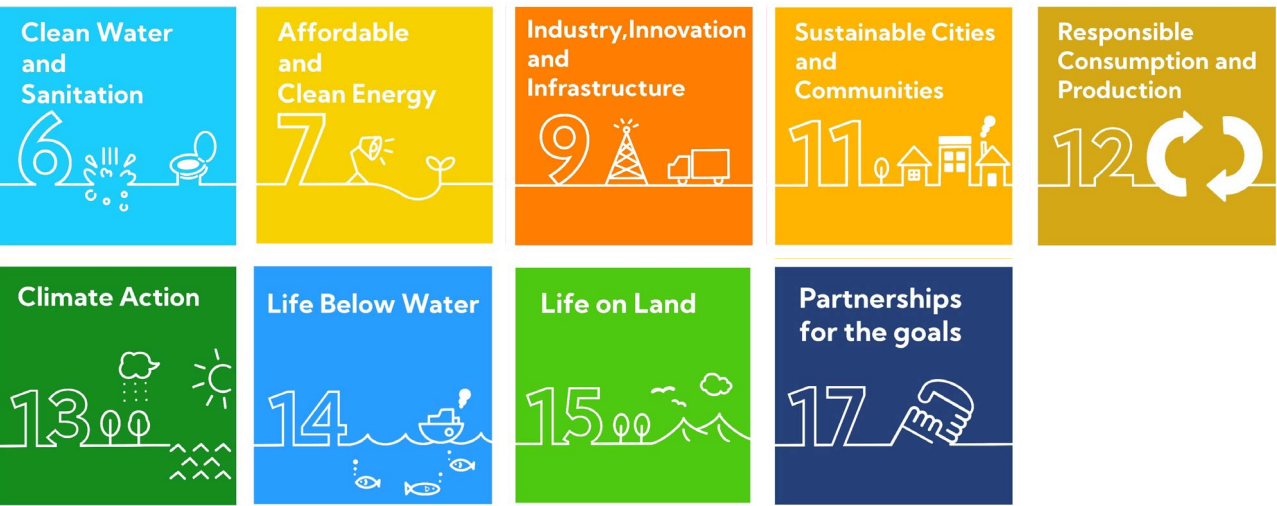 Clean Water
and
Sanitation
6
Affordable
and
Clean Energy
7
Industry,Innovation
and
Infrastructure
9
Sustainable Cities
and
Communities
11
Responsible
Consumption and
Production
12
Climate Action
13
Life Below Water
14
Life on Land
15
Partnerships
for the goals
17